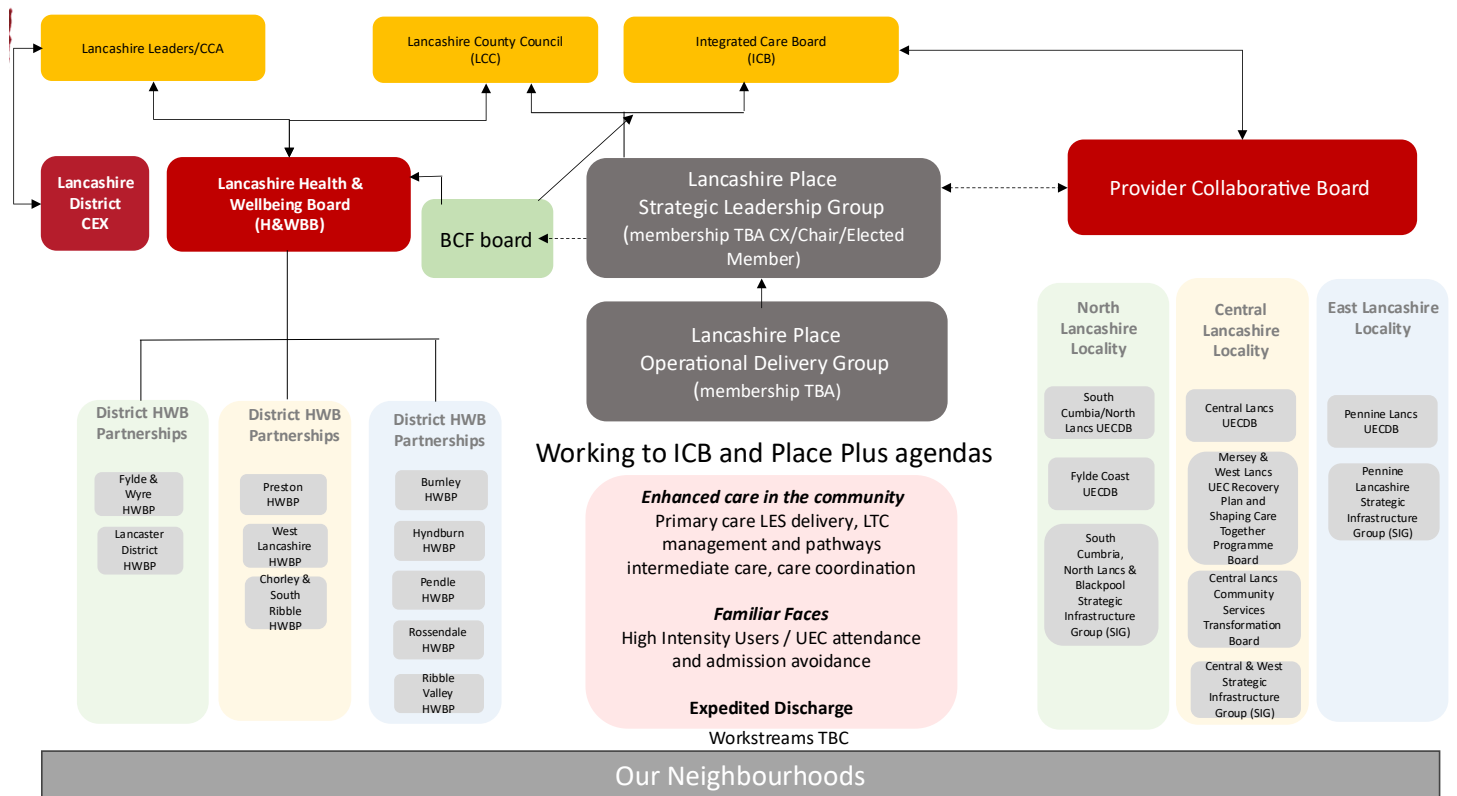 Lancashire Leaders/CCA
Lancashire County Council
(LCC)
Integrated Care Board
(ICB)
Lancashire
District
CEX
Lancashire Health &
Wellbeing Board
(H&WBB)
BCF board
Lancashire Place
Strategic Leadership Group
(membership TBA CX/Chair/Elected
Member)
Provider Collaborative Board
Lancashire Place
Operational Delivery Group
(membership TBA)
District HWB
Partnerships
Fylde &
Wyre
HWBP
Lancaster
District
HWBP
District HWB
Partnerships
Preston
HWBP
West
Lancashire
HWBP
Chorley &
South
Ribble
HWBP
District HWB
Partnerships
Burnley
HWBP
Hyndburn
HWBP
Pendle
HWBP
Rossendale
HWBP
Ribble
Valley
HWBP
Working to ICB and Place Plus agendas
Enhanced care in the community
Primary care LES delivery, LTC
management and pathways
intermediate care, care coordination
Familiar Faces
High Intensity Users / UEC attendance
and admission avoidance
Expedited Discharge
Workstreams TBC
North
Lancashire
Locality
South
Cumbia/North
Lancs UECDB
Fylde Coast
UECDB
South
Cumbria,
North Lancs &
Blackpool
Strategic
Infrastructure
Group (SIG)
Central
Lancashire
Locality
Central Lancs
UECDB
Mersey &
West Lancs
UEC Recovery
Plan and
Shaping Care
Together
Programme
Board
Central Lancs
Community
Services
Transformation
Board
Central & West
Strategic
Infrastructure
Group (SIG)
East Lancashire
Locality
Pennine Lancs
UECDB
Pennine
Lancashire
Strategic
Infrastructure
Group (SIG)
Our Neighbourhoods